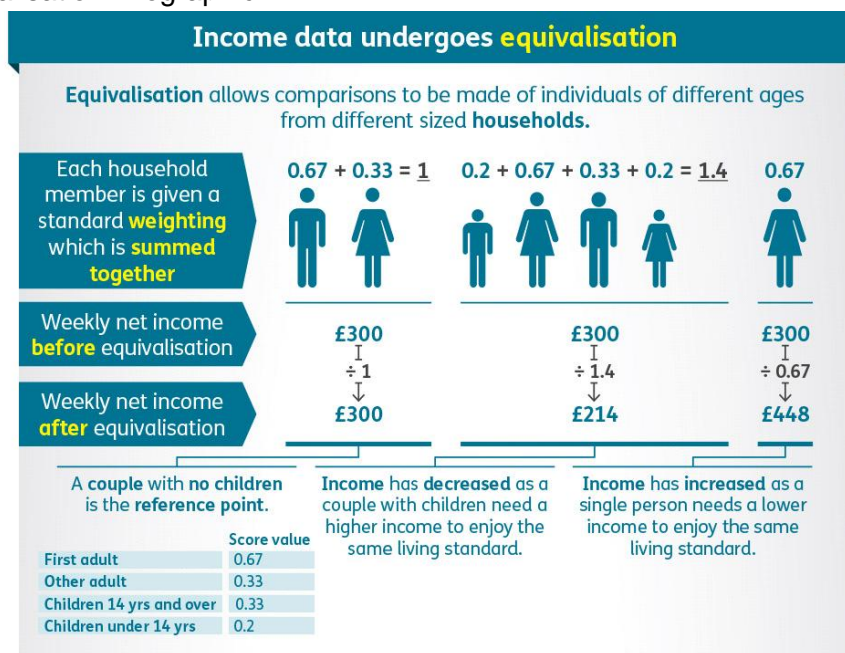 Income data undergoes equivalisation
Equivalisation allows comparisons to be made of individuals of different ages
from different sized households.
Each household
member is given a
standard weighting
which is summed
together
0.67 + 0.33 = 1
0.2 + 0.67 + 0.33 + 0.2 = 1.4
0.67
Weekly net income
before equivalisation
£300
£300
£300
÷ 1
÷ 1.4
÷ 0.67
Weekly net income
after equivalisation
£300
£214
£448
A couple with no children
is the reference point.
Income has decreased as a
couple with children need a
higher income to enjoy the
same living standard.
Income has increased as a
single person needs a lower
income to enjoy the same
living standard.
Score value
First adult 0.67
Other adult 0.33
Children 14 yrs and over 0.33
Children under 14 yrs 0.2